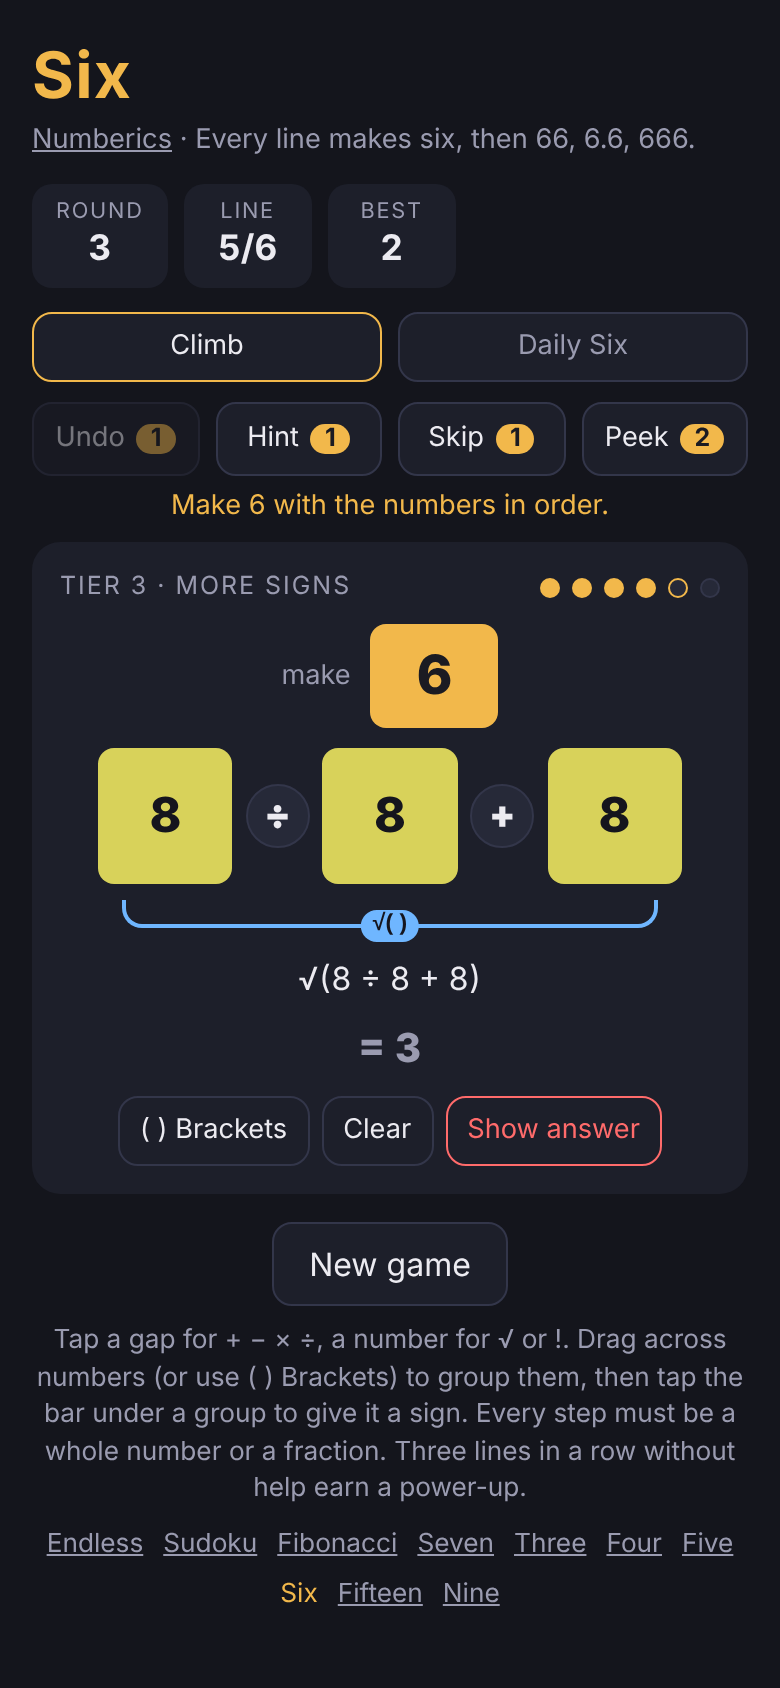 Six
Numberics · Every line makes six, then 66, 6.6, 666.
ROUND LINE BEST
3 5/6 2
Climb Daily Six
Undo 1 Hint 1 Skip 1 Peek 2
Make 6 with the numbers in order.
TIER 3 · MORE SIGNS
make 6
8 ÷ 8 + 8
√( )
√(8 ÷ 8 + 8)
= 3
( ) Brackets Clear Show answer
New game
Tap a gap for + − × ÷, a number for √ or !. Drag across
numbers (or use ( ) Brackets) to group them, then tap the
bar under a group to give it a sign. Every step must be a
whole number or a fraction. Three lines in a row without
help earn a power-up.
Endless Sudoku Fibonacci Seven Three Four Five
Six Fifteen Nine